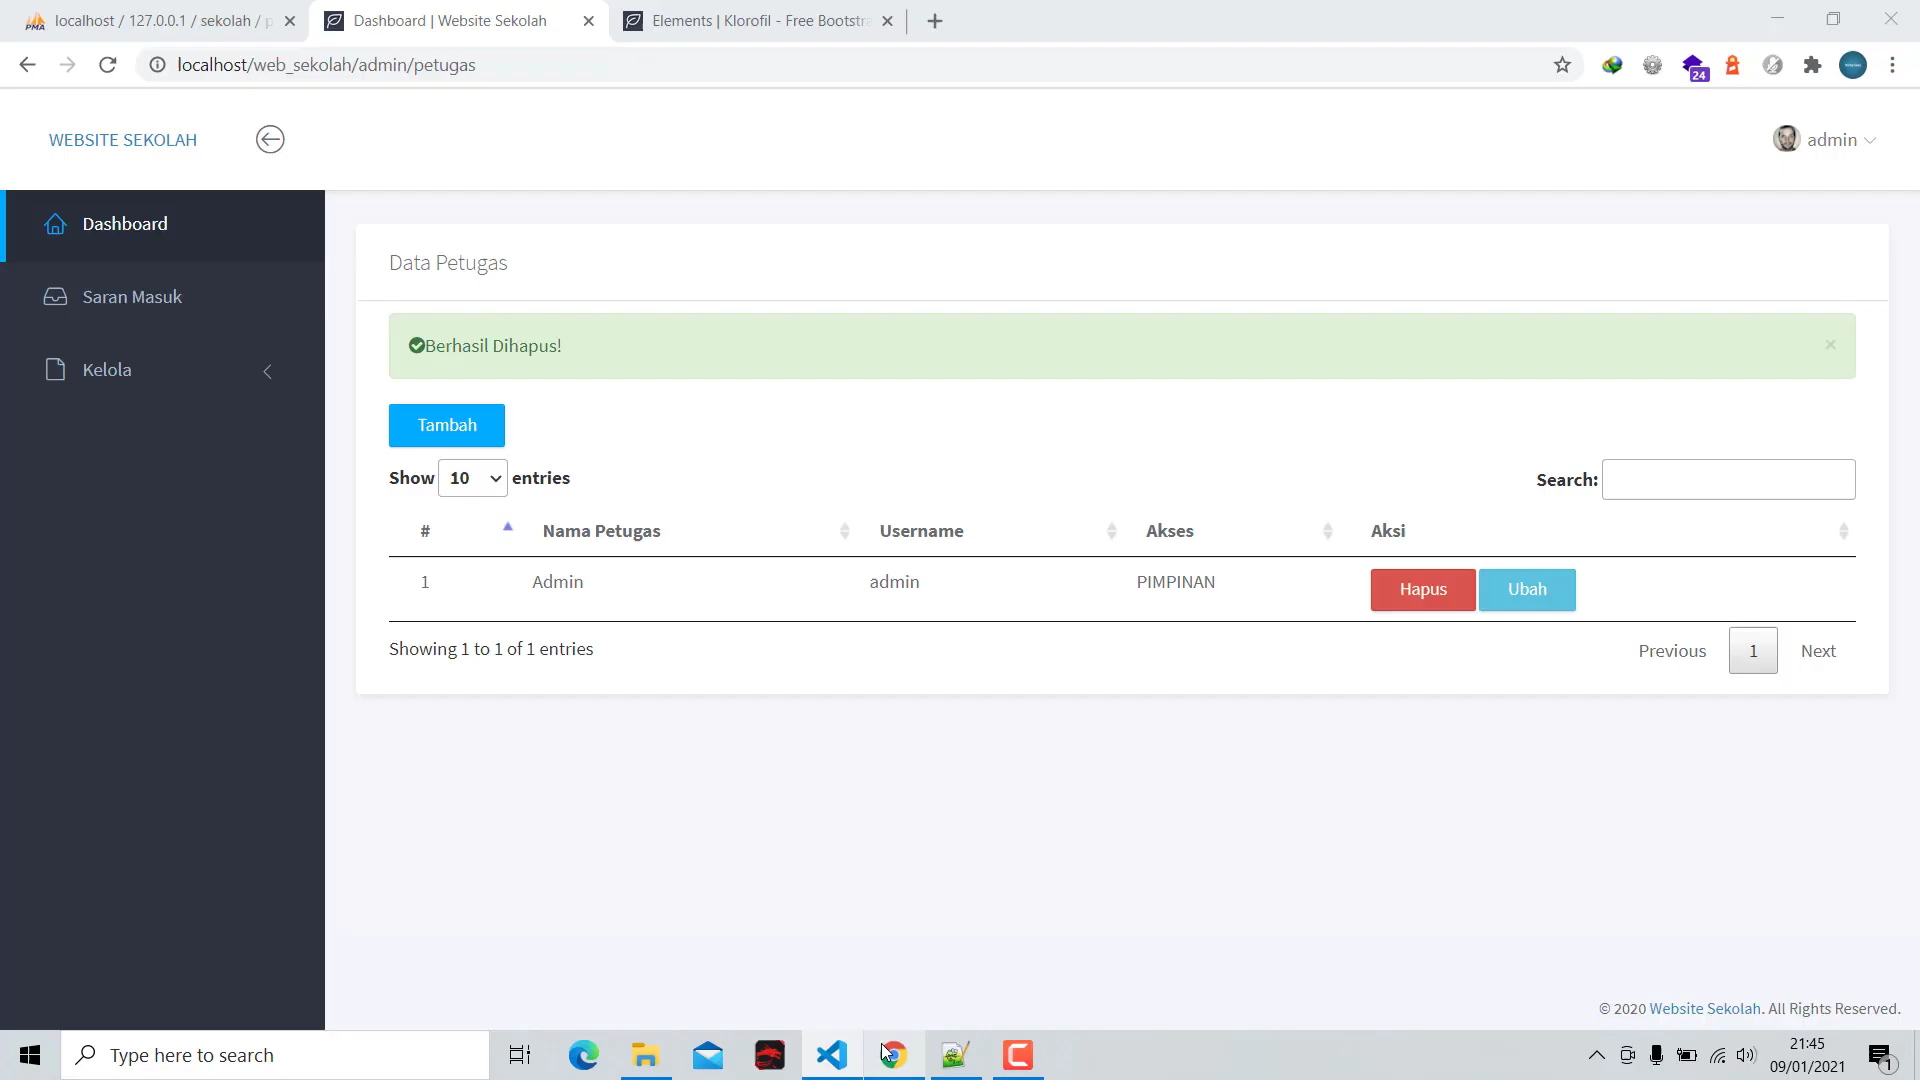 localhost / 127.0.0.1 / sekolah / p
Dashboard | Website Sekolah
Elements | Klorofil - Free Bootstra
localhost/web_sekolah/admin/petugas
24
WEBSITE SEKOLAH
admin
Dashboard
Saran Masuk
Kelola
Data Petugas
Berhasil Dihapus!
×
Tambah
Show 10 entries
Search:
# Nama Petugas Username Akses Aksi
1 Admin admin PIMPINAN Hapus Ubah
Showing 1 to 1 of 1 entries
Previous 1 Next
© 2020 Website Sekolah. All Rights Reserved.
Type here to search
21:45
09/01/2021
1